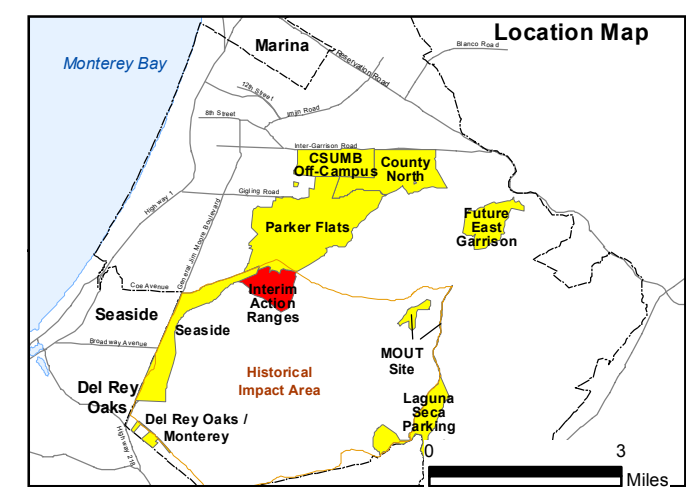 Location Map
Marina
Blanco Road
Monterey Bay
Reservation Road
12th Street
8th Street
Imjin Road
Inter-Garrison Road
CSUMB
Off-Campus
County
North
Gigling Road
Highway 1
General Jim Moore Boulevard
Parker Flats
Future
East
Garrison
Coe Avenue
Interim
Action
Ranges
Seaside
Seaside
Broadway Avenue
MOUT
Site
Historical
Impact Area
Del Rey
Oaks
Laguna
Seca
Parking
Del Rey Oaks /
Monterey
Highway 218
0
3
Miles